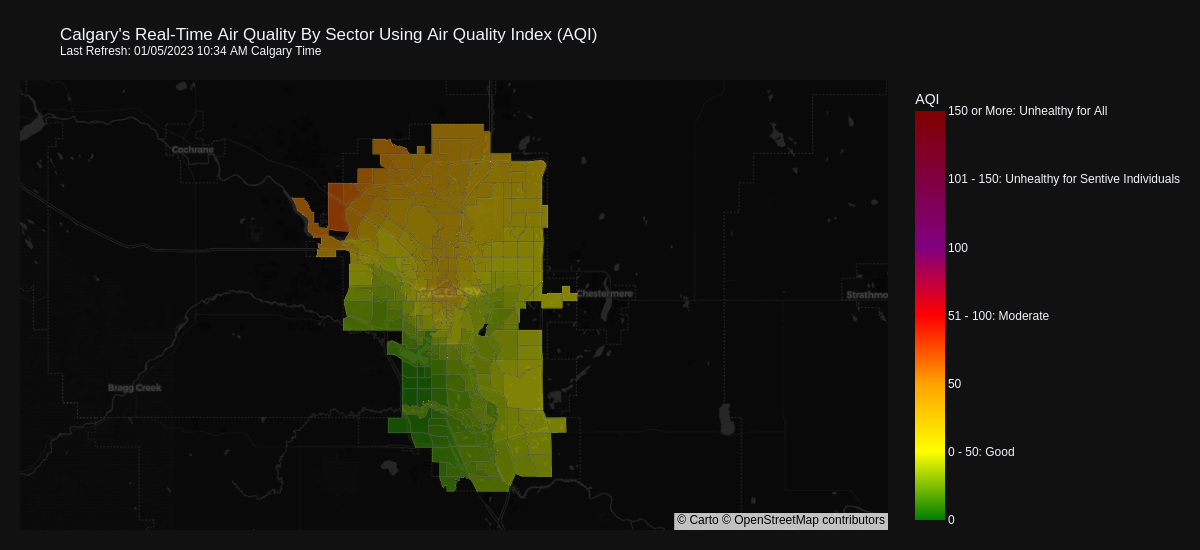 Calgary's Real-Time Air Quality By Sector Using Air Quality Index (AQI)
Last Refresh: 01/05/2023 10:34 AM Calgary Time
AQI
150 or More: Unhealthy for All
Cochrane
101 - 150: Unhealthy for Sentive Individuals
100
Chestermere
Strathmo
51 - 100: Moderate
50
Bragg Creek
0 - 50: Good
0
© Carto © OpenStreetMap contributors